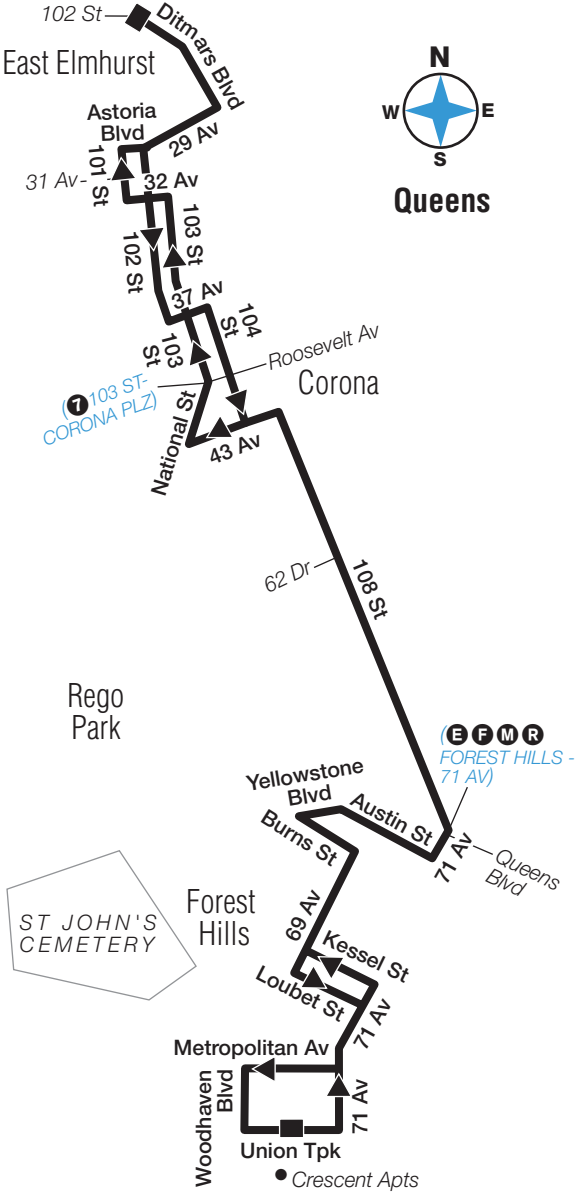 102 St
Ditmars Blvd
East Elmhurst
N
W
E
S
Queens
Astoria
Blvd
29 Av
31 Av
101 St
32 Av
102 St
103 St
37 Av
103
St
104
St
Roosevelt Av
Corona
(7 103 ST-
CORONA PLZ)
National St
43 Av
62 Dr
108 St
Rego
Park
(E F M R
FOREST HILLS -
71 AV)
Yellowstone
Blvd
Austin St
Burns St
71 Av
Queens
Blvd
ST JOHN'S
CEMETERY
Forest
Hills
69 Av
Kessel St
Loubet St
71 Av
Metropolitan Av
Woodhaven
Blvd
71 Av
Union Tpk
Crescent Apts